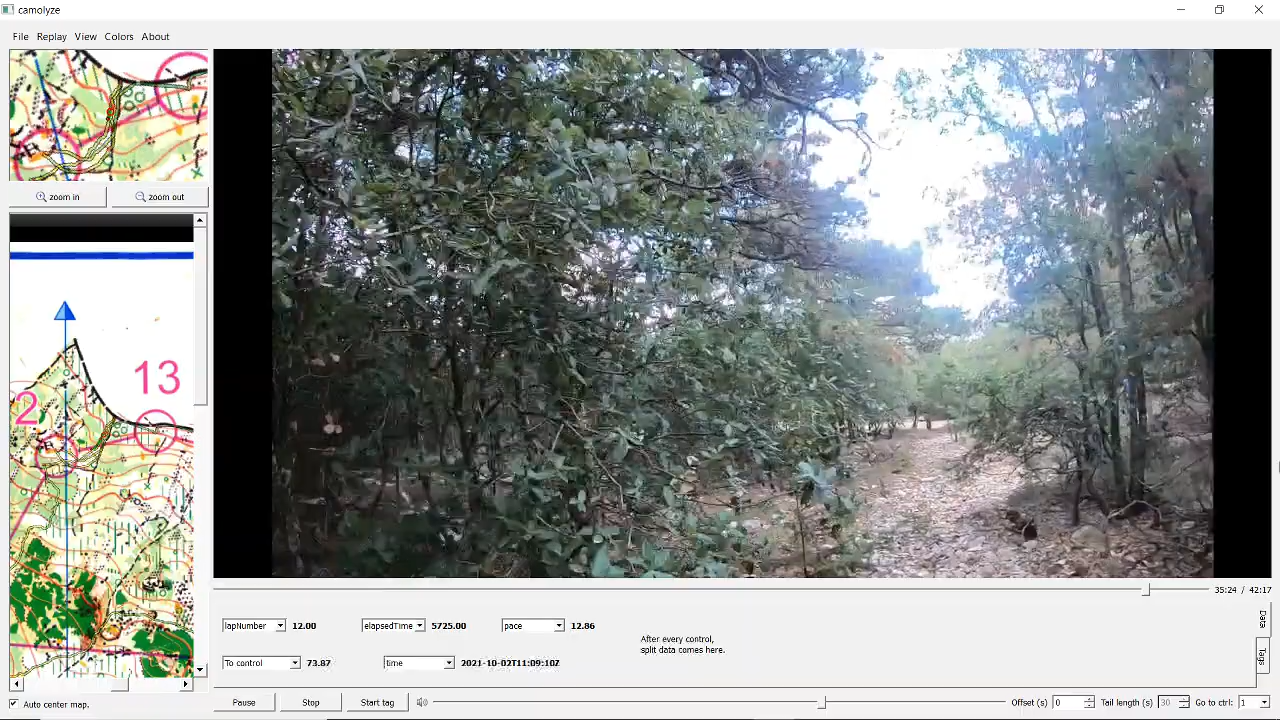 camolyze
File Replay View Colors About
zoom in zoom out
13
2
35:24 / 42:17
lapNumber 12.00 elapsedTime 5725.00 pace 12.86
After every control,
split data comes here.
To control 73.87 time 2021-10-02T11:09:10Z
Data
Tags
Auto center map.
Pause Stop Start tag Offset (s) 0 Tail length (s) 30 Go to ctrl: 1